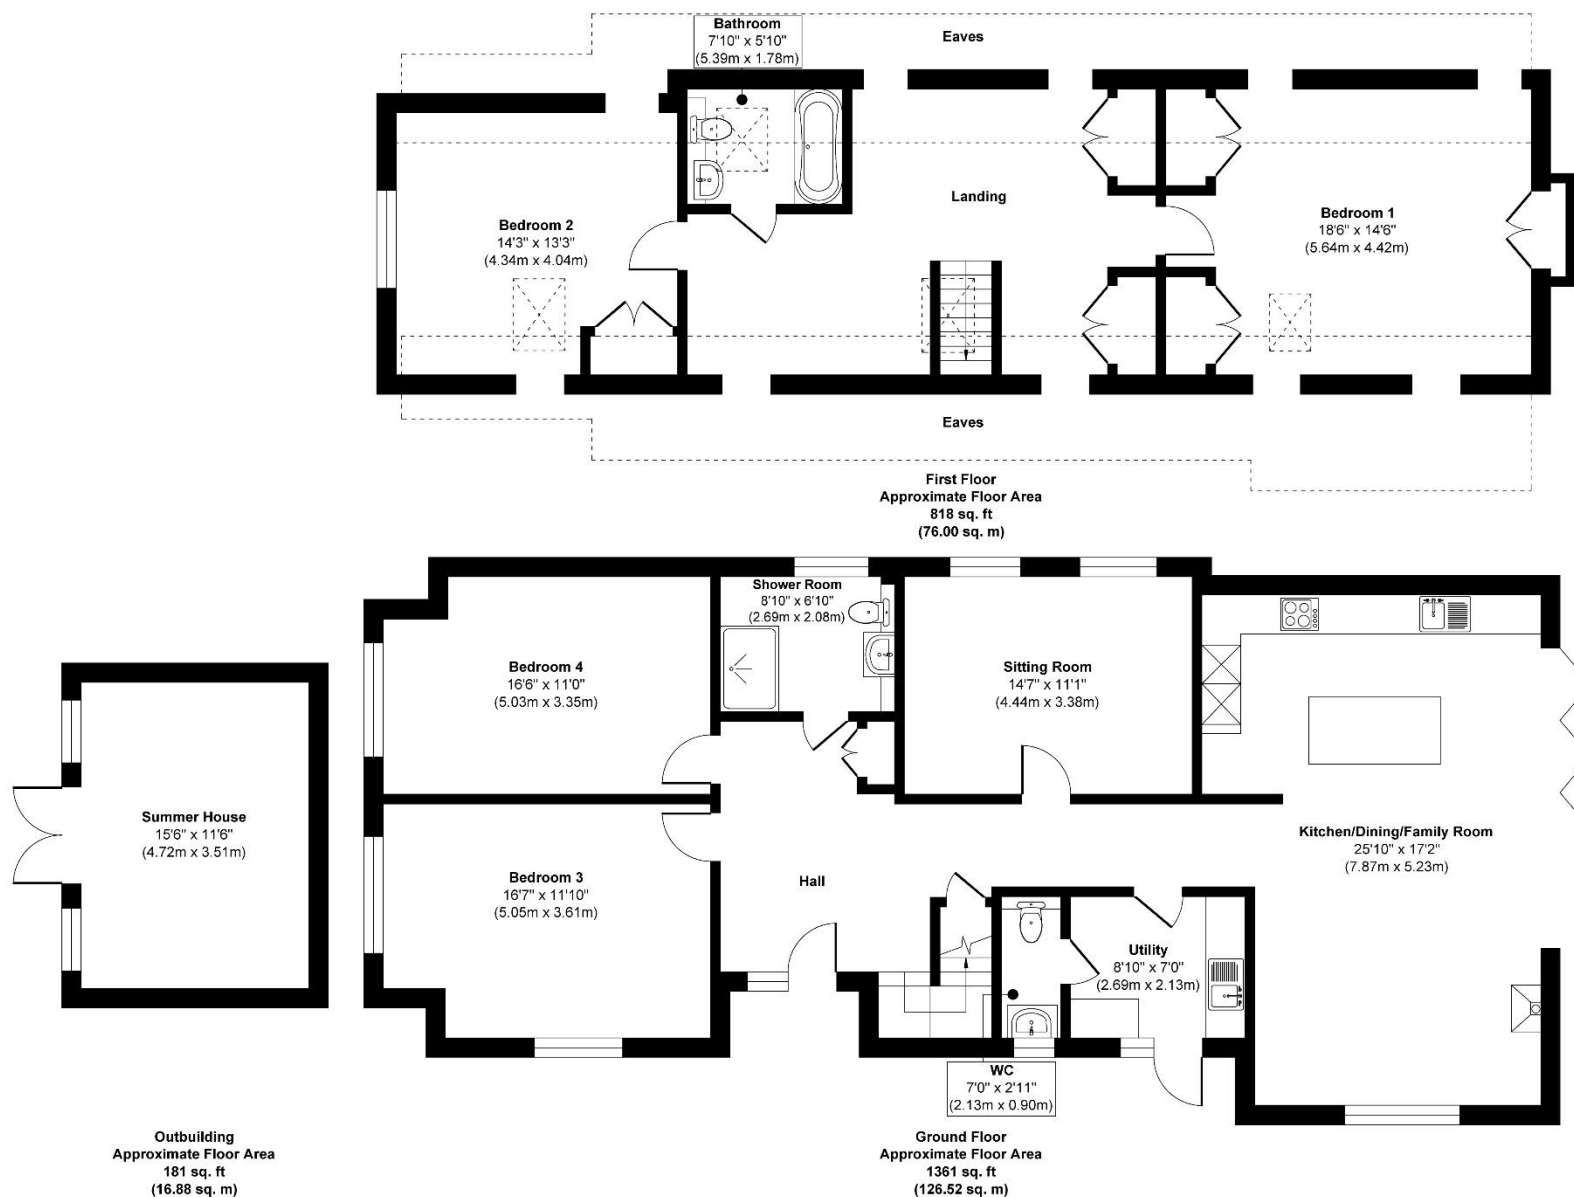 Bathroom
7'10" x 5'10"
(5.39m x 1.78m)
Eaves
Bedroom 2
14'3" x 13'3"
(4.34m x 4.04m)
Landing
Bedroom 1
18'6" x 14'6"
(5.64m x 4.42m)
Eaves
First Floor
Approximate Floor Area
818 sq. ft
(76.00 sq. m)
Shower Room
8'10" x 6'10"
(2.69m x 2.08m)
Bedroom 4
16'6" x 11'0"
(5.03m x 3.35m)
Sitting Room
14'7" x 11'1"
(4.44m x 3.38m)
Summer House
15'6" x 11'6"
(4.72m x 3.51m)
Kitchen/Dining/Family Room
25'10" x 17'2"
(7.87m x 5.23m)
Bedroom 3
16'7" x 11'10"
(5.05m x 3.61m)
Hall
Utility
8'10" x 7'0"
(2.69m x 2.13m)
WC
7'0" x 2'11"
(2.13m x 0.90m)
Outbuilding
Approximate Floor Area
181 sq. ft
(16.88 sq. m)
Ground Floor
Approximate Floor Area
1361 sq. ft
(126.52 sq. m)